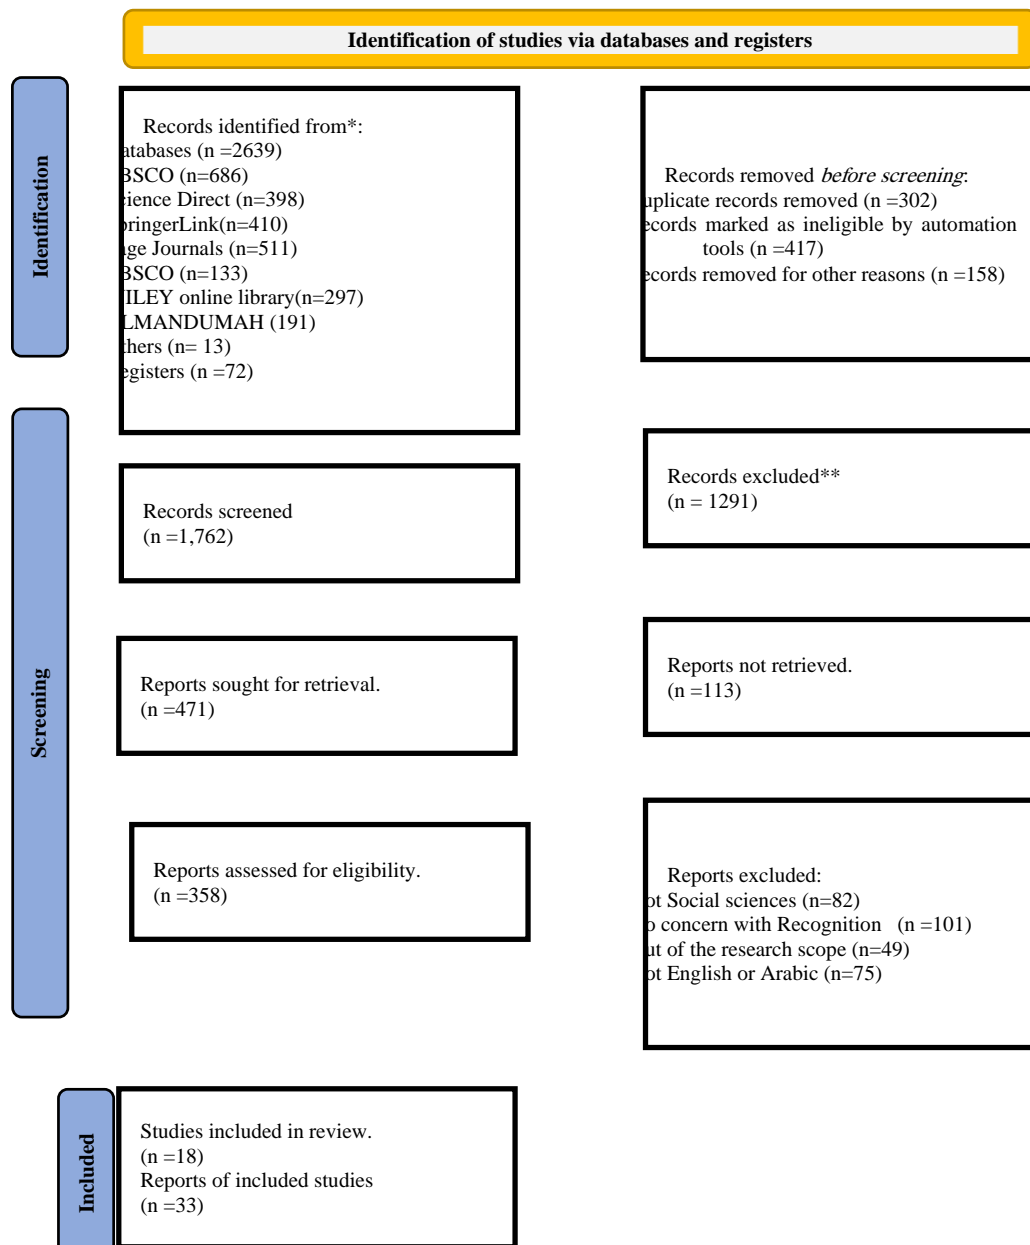 Identification of studies via databases and registers
Identification
Records identified from*:
atabases (n =2639)
BSCO (n=686)
cience Direct (n=398)
pringerLink(n=410)
age Journals (n=511)
BSCO (n=133)
ILEY online library(n=297)
LMANDUMAH (191)
thers (n= 13)
egisters (n =72)
Records removed before screening:
uplicate records removed (n =302)
ecords marked as ineligible by automation
tools (n =417)
ecords removed for other reasons (n =158)
Screening
Records screened
(n =1,762)
Records excluded**
(n = 1291)
Reports sought for retrieval.
(n =471)
Reports not retrieved.
(n =113)
Reports assessed for eligibility.
(n =358)
Reports excluded:
ot Social sciences (n=82)
o concern with Recognition (n =101)
ut of the research scope (n=49)
ot English or Arabic (n=75)
Included
Studies included in review.
(n =18)
Reports of included studies
(n =33)